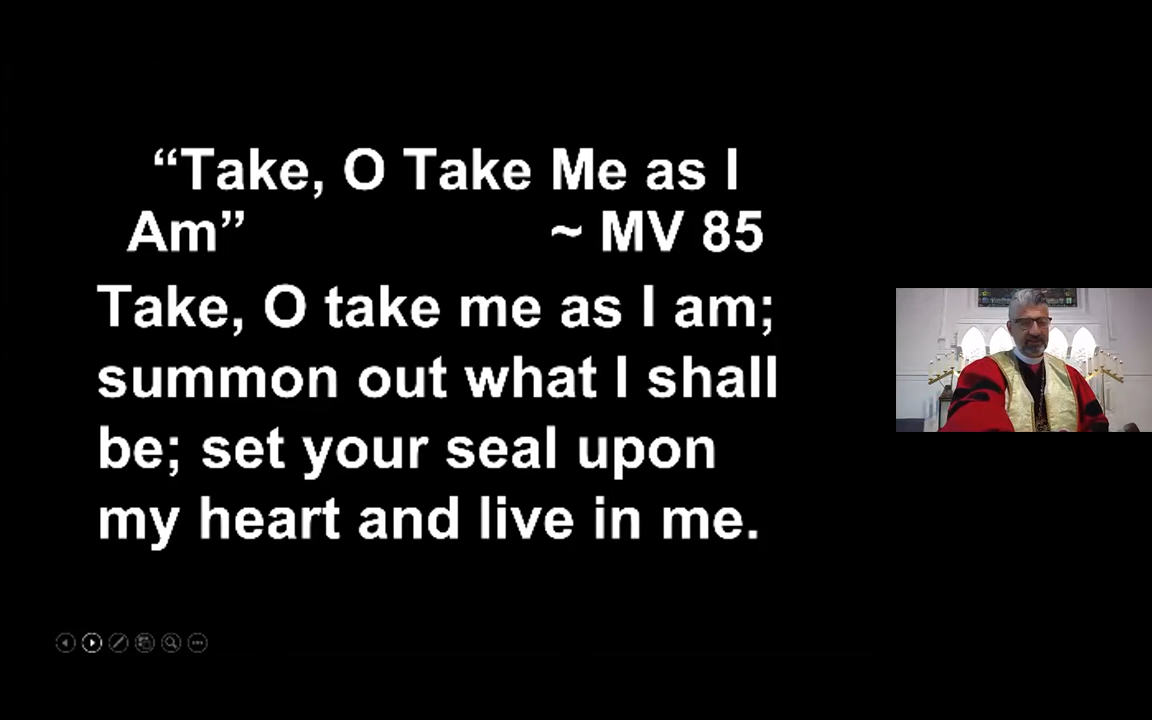 “Take, O Take Me as I
Am” ~ MV 85
Take, O take me as I am;
summon out what I shall
be; set your seal upon
my heart and live in me.